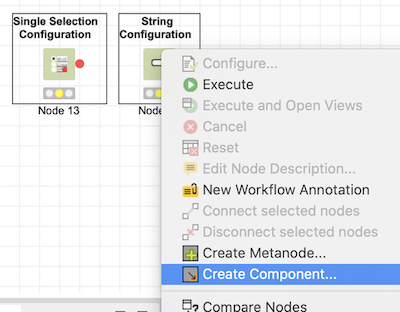 Single Selection
Configuration
Node 13
String
Configuration
Node
Configure...
Execute
Execute and Open Views
Cancel
Reset
Edit Node Description...
New Workflow Annotation
Connect selected nodes
Disconnect selected nodes
Create Metanode...
Create Component...
Compare Nodes